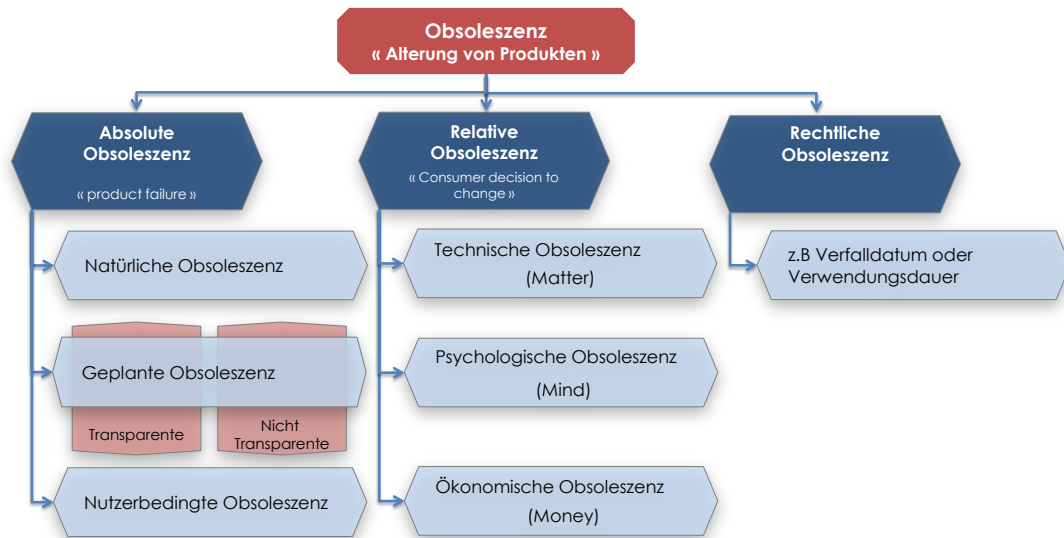 Obsoleszenz
« Alterung von Produkten »
Absolute
Obsoleszenz
« product failure »
Relative
Obsoleszenz
« Consumer decision to
change »
Rechtliche
Obsoleszenz
Natürliche Obsoleszenz
Geplante Obsoleszenz
Transparente
Nicht
Transparente
Nutzerbedingte Obsoleszenz
Technische Obsoleszenz
(Matter)
Psychologische Obsoleszenz
(Mind)
Ökonomische Obsoleszenz
(Money)
z.B Verfalldatum oder
Verwendungsdauer